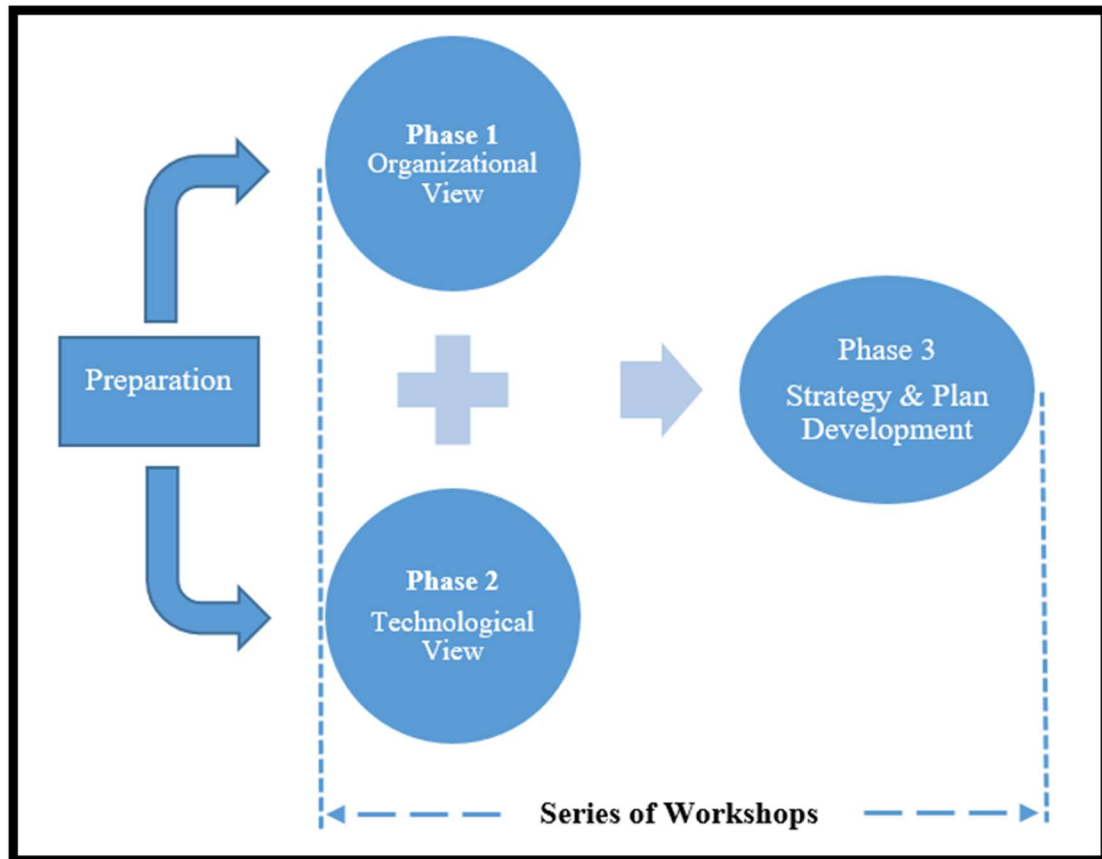 Phase 1
Organizational
View
Preparation
Phase 3
Strategy & Plan
Development
Phase 2
Technological
View
Series of Workshops